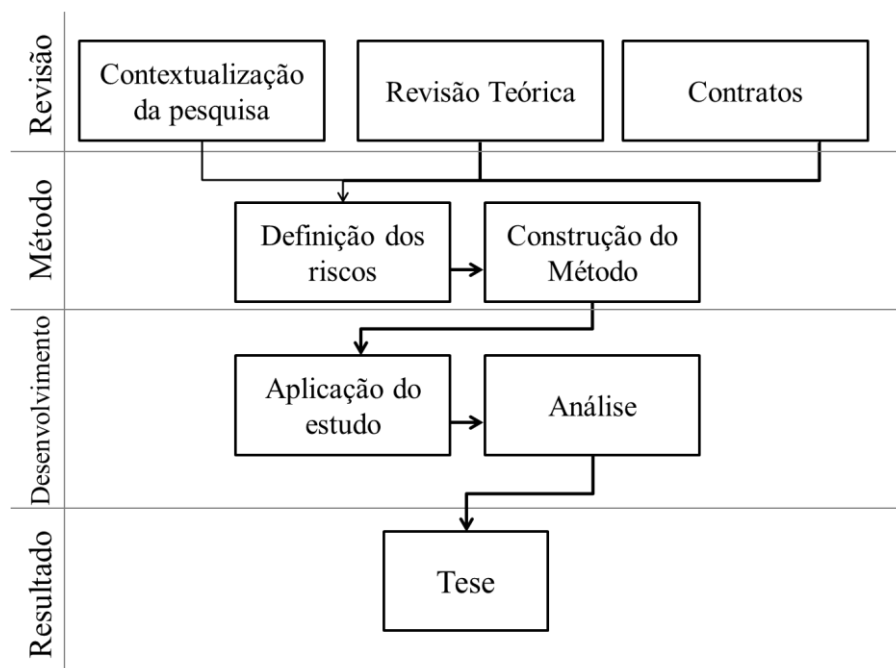 Revisão
Contextualização
da pesquisa
Revisão Teórica
Contratos
Método
Definição dos
riscos
Construção do
Método
Desenvolvimento
Aplicação do
estudo
Análise
Resultado
Tese